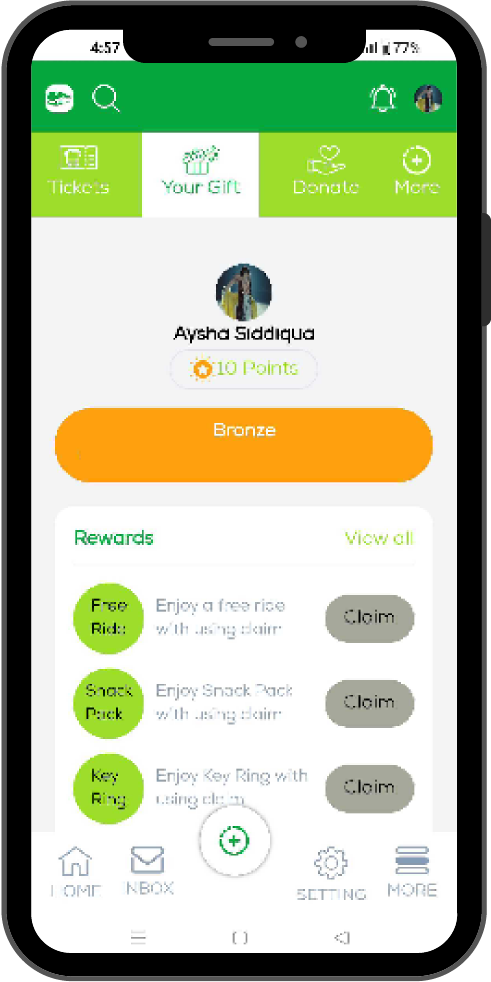 4:57
77%
Tickets
Your Gift
Donate
More
Aysha Siddiqua
10 Points
Bronze
Rewards
View all
Free
Ride
Enjoy a free ride
with using claim
Claim
Snack
Pack
Enjoy Snack Pack
with using claim
Claim
Key
Ring
Enjoy Key Ring with
using claim
Claim
HOME
INBOX
SETTING
MORE